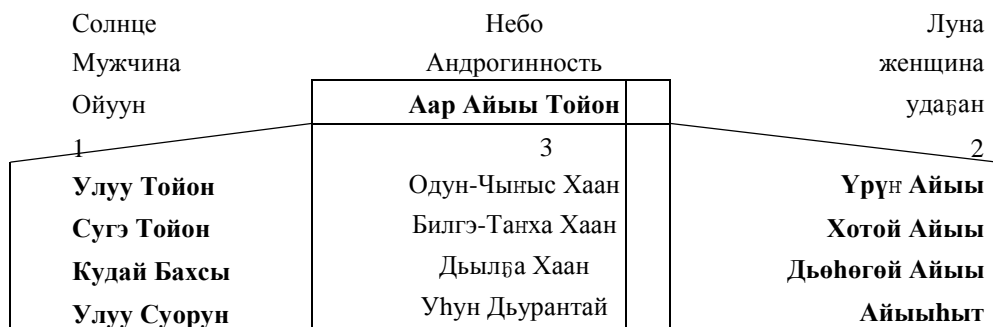 Солнце Небо Луна
Мужчина Андрогинность женщина
Ойуун Аар Айыы Тойон удаҕан
1 3 2
Улуу Тойон Одун-Чыҥыс Хаан Үрүҥ Айыы
Сугэ Тойон Билгэ-Таҥха Хаан Хотой Айыы
Кудай Бахсы Дьылҕа Хаан Дьөһөгөй Айыы
Улуу Суорун Уһун Дьурантай Айыыһыт